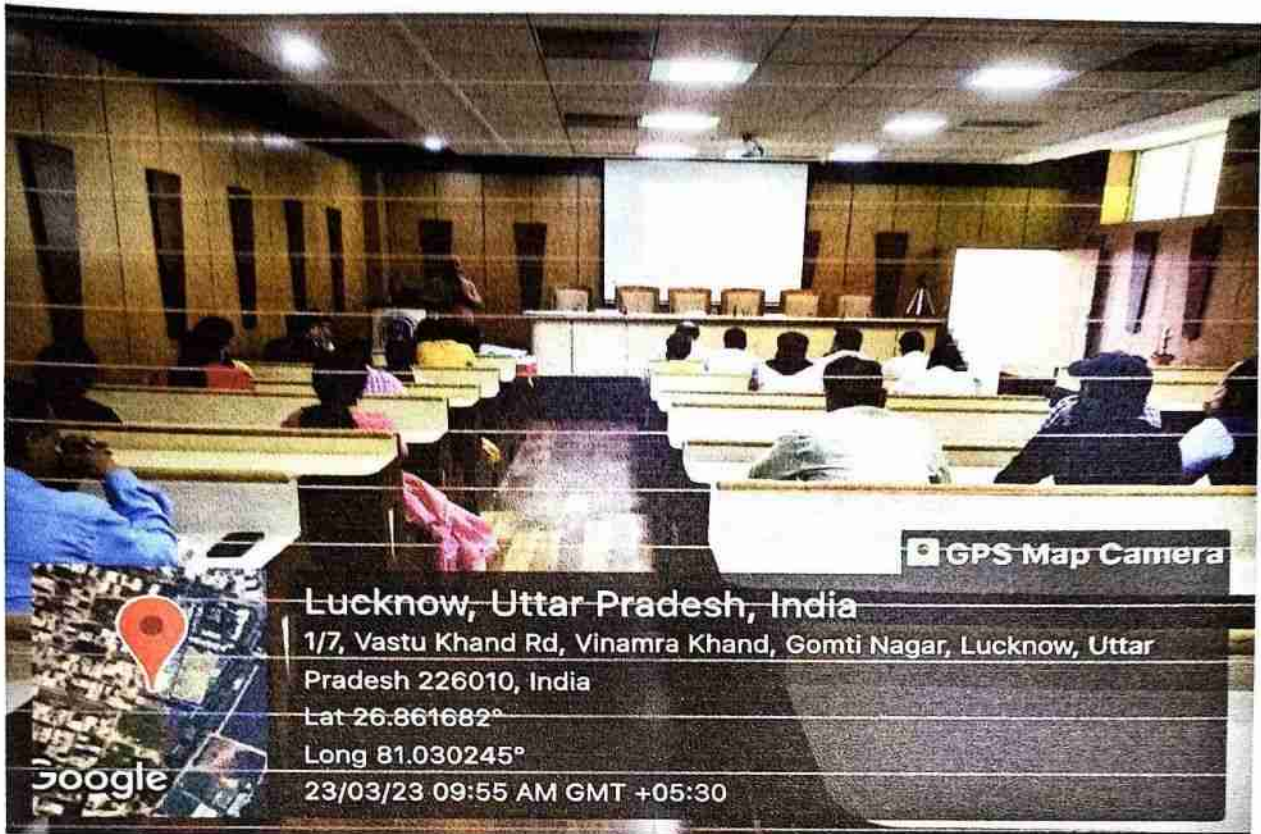 GPS Map Camera
Lucknow, Uttar Pradesh, India
1/7, Vastu Khand Rd, Vinamra Khand, Gomti Nagar, Lucknow, Uttar
Pradesh 226010, India
Lat 26.861682°
Long 81.030245°
23/03/23 09:55 AM GMT +05:30
Google